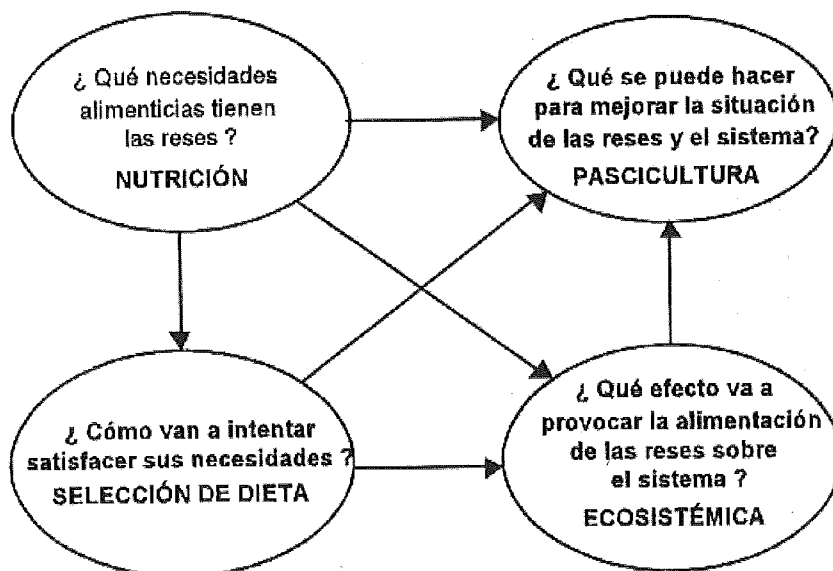 ¿ Qué necesidades
alimenticias tienen
las reses ?
NUTRICIÓN
¿ Qué se puede hacer
para mejorar la situación
de las reses y el sistema?
PASCICULTURA
¿ Cómo van a intentar
satisfacer sus necesidades ?
SELECCIÓN DE DIETA
¿ Qué efecto va a
provocar la alimentación
de las reses sobre
el sistema ?
ECOSISTÉMICA